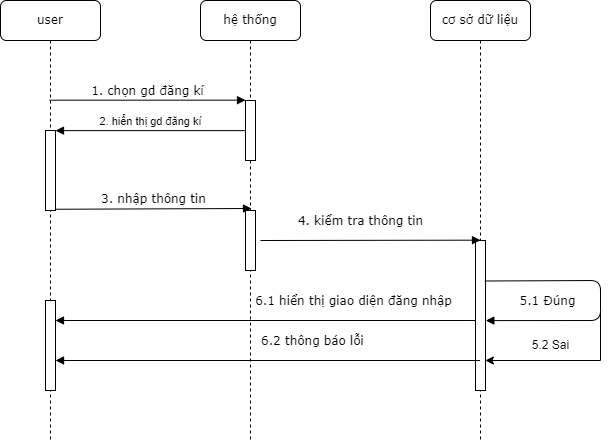 user
hệ thống
cơ sở dữ liệu
1. chọn gd đăng kí
2. hiển thị gd đăng kí
3. nhập thông tin
4. kiểm tra thông tin
5.1 Đúng
6.1 hiển thị giao diện đăng nhập
5.2 Sai
6.2 thông báo lỗi